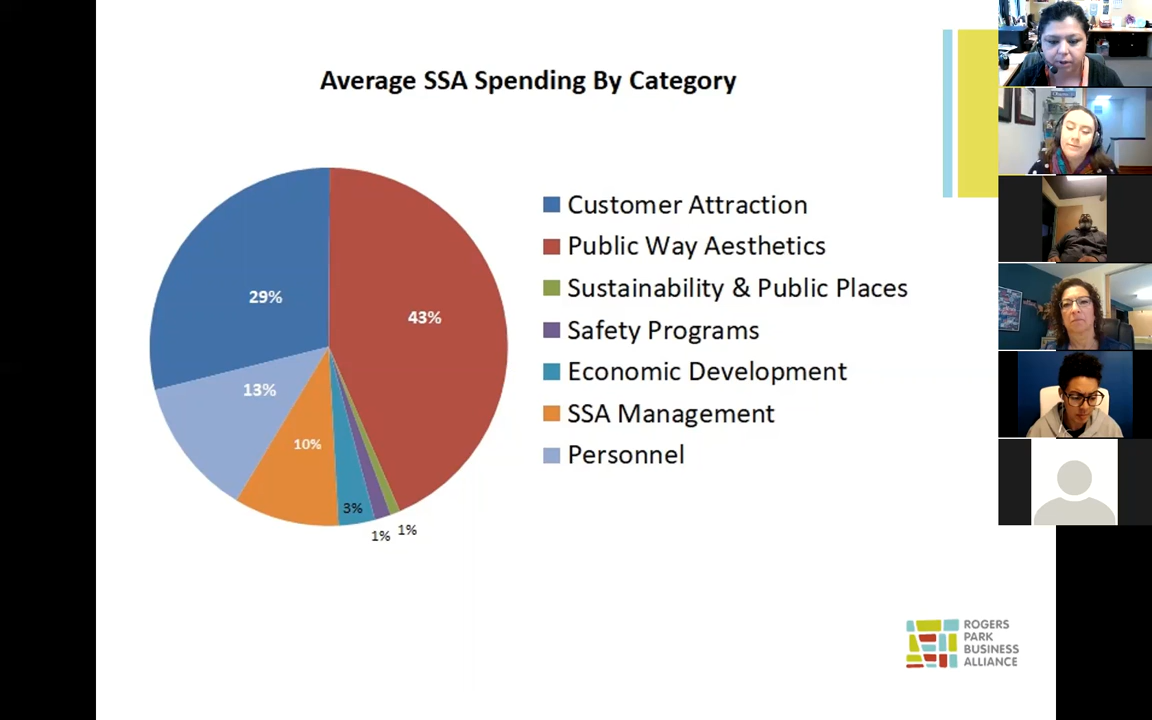 Average SSA Spending By Category
29%
43%
13%
10%
3%
1%
1%
Customer Attraction
Public Way Aesthetics
Sustainability & Public Places
Safety Programs
Economic Development
SSA Management
Personnel
ROGERS
PARK
BUSINESS
ALLIANCE